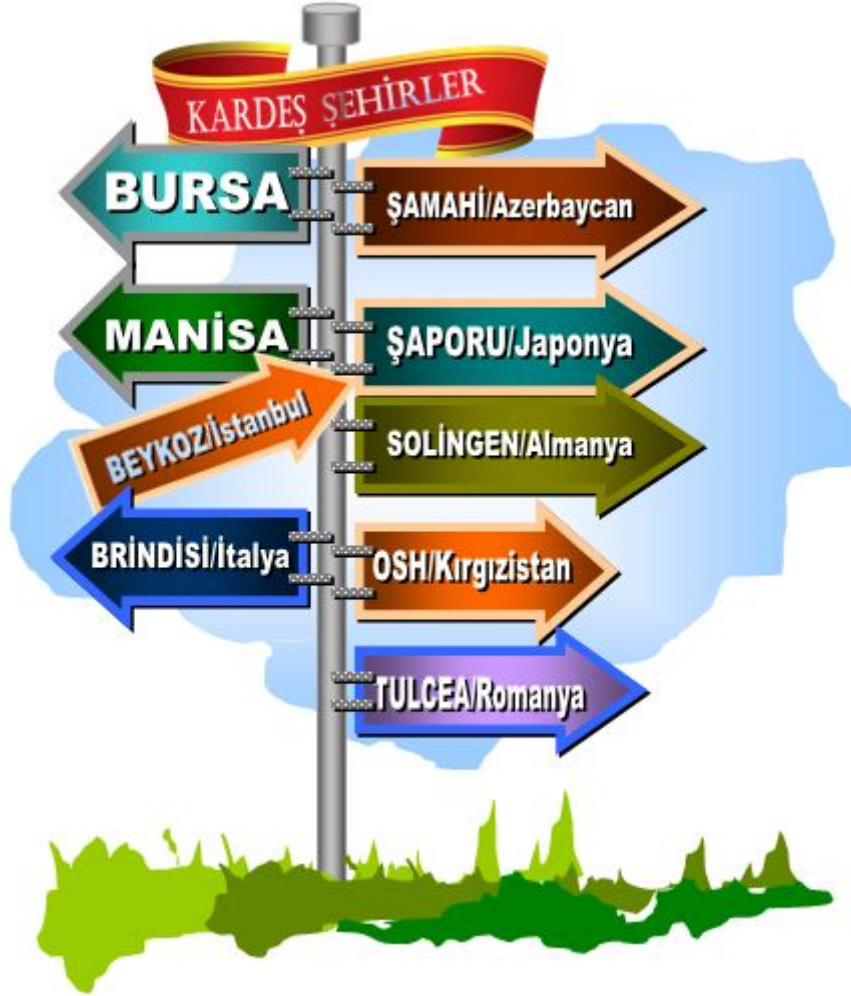 KARDEŞ ŞEHİRLER
BURSA
ŞAMAHİ/Azerbaycan
MANİSA
ŞAPORU/Japonya
BEYKOZ/İstanbul
SOLİNGEN/Almanya
BRİNDİSİ/İtalya
OSH/Kırgızistan
TULCEA/Romanya